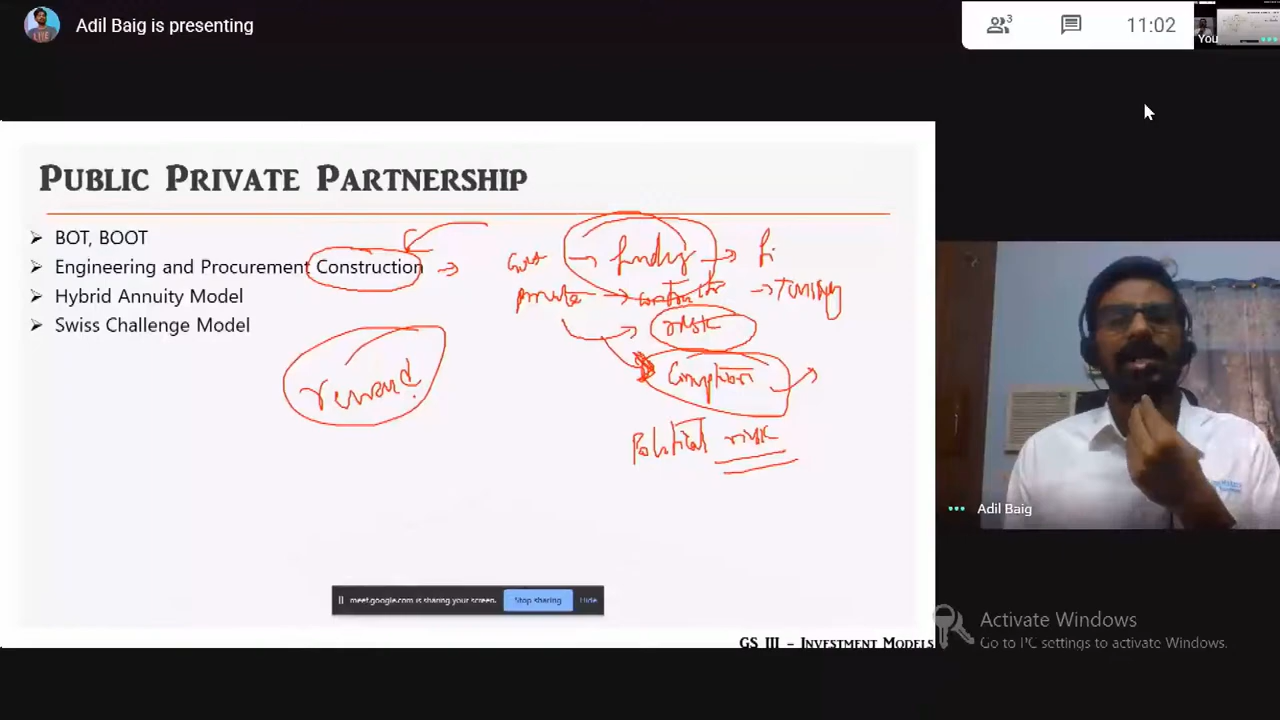 Adil Baig is presenting
3
11:02
You
PUBLIC PRIVATE PARTNERSHIP
➤ BOT, BOOT
➤ Engineering and Procurement Construction
➤ Hybrid Annuity Model
➤ Swiss Challenge Model
funding
private
risk
reward
Political risk
Adil Baig
meet.google.com is sharing your screen.
Stop sharing
Hide
Activate Windows
Go to PC settings to activate Windows.
GS III – INVESTMENT MODELS